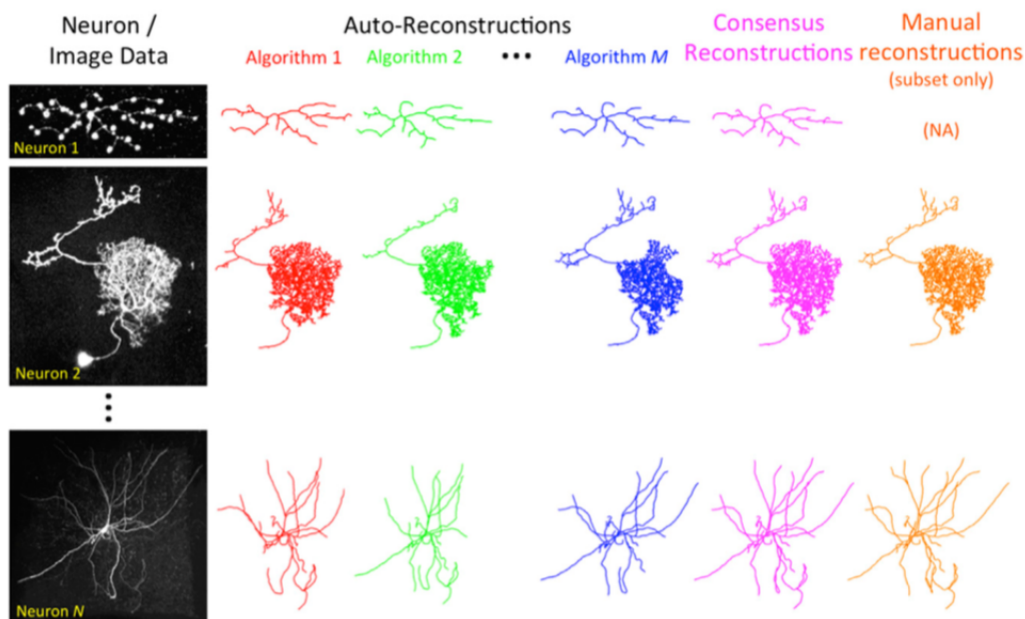 Neuron /
Image Data
Auto-Reconstructions
Algorithm 1
Algorithm 2
•••
Algorithm M
Consensus
Reconstructions
Manual
reconstructions
(subset only)
Neuron 1
(NA)
Neuron 2
Neuron N